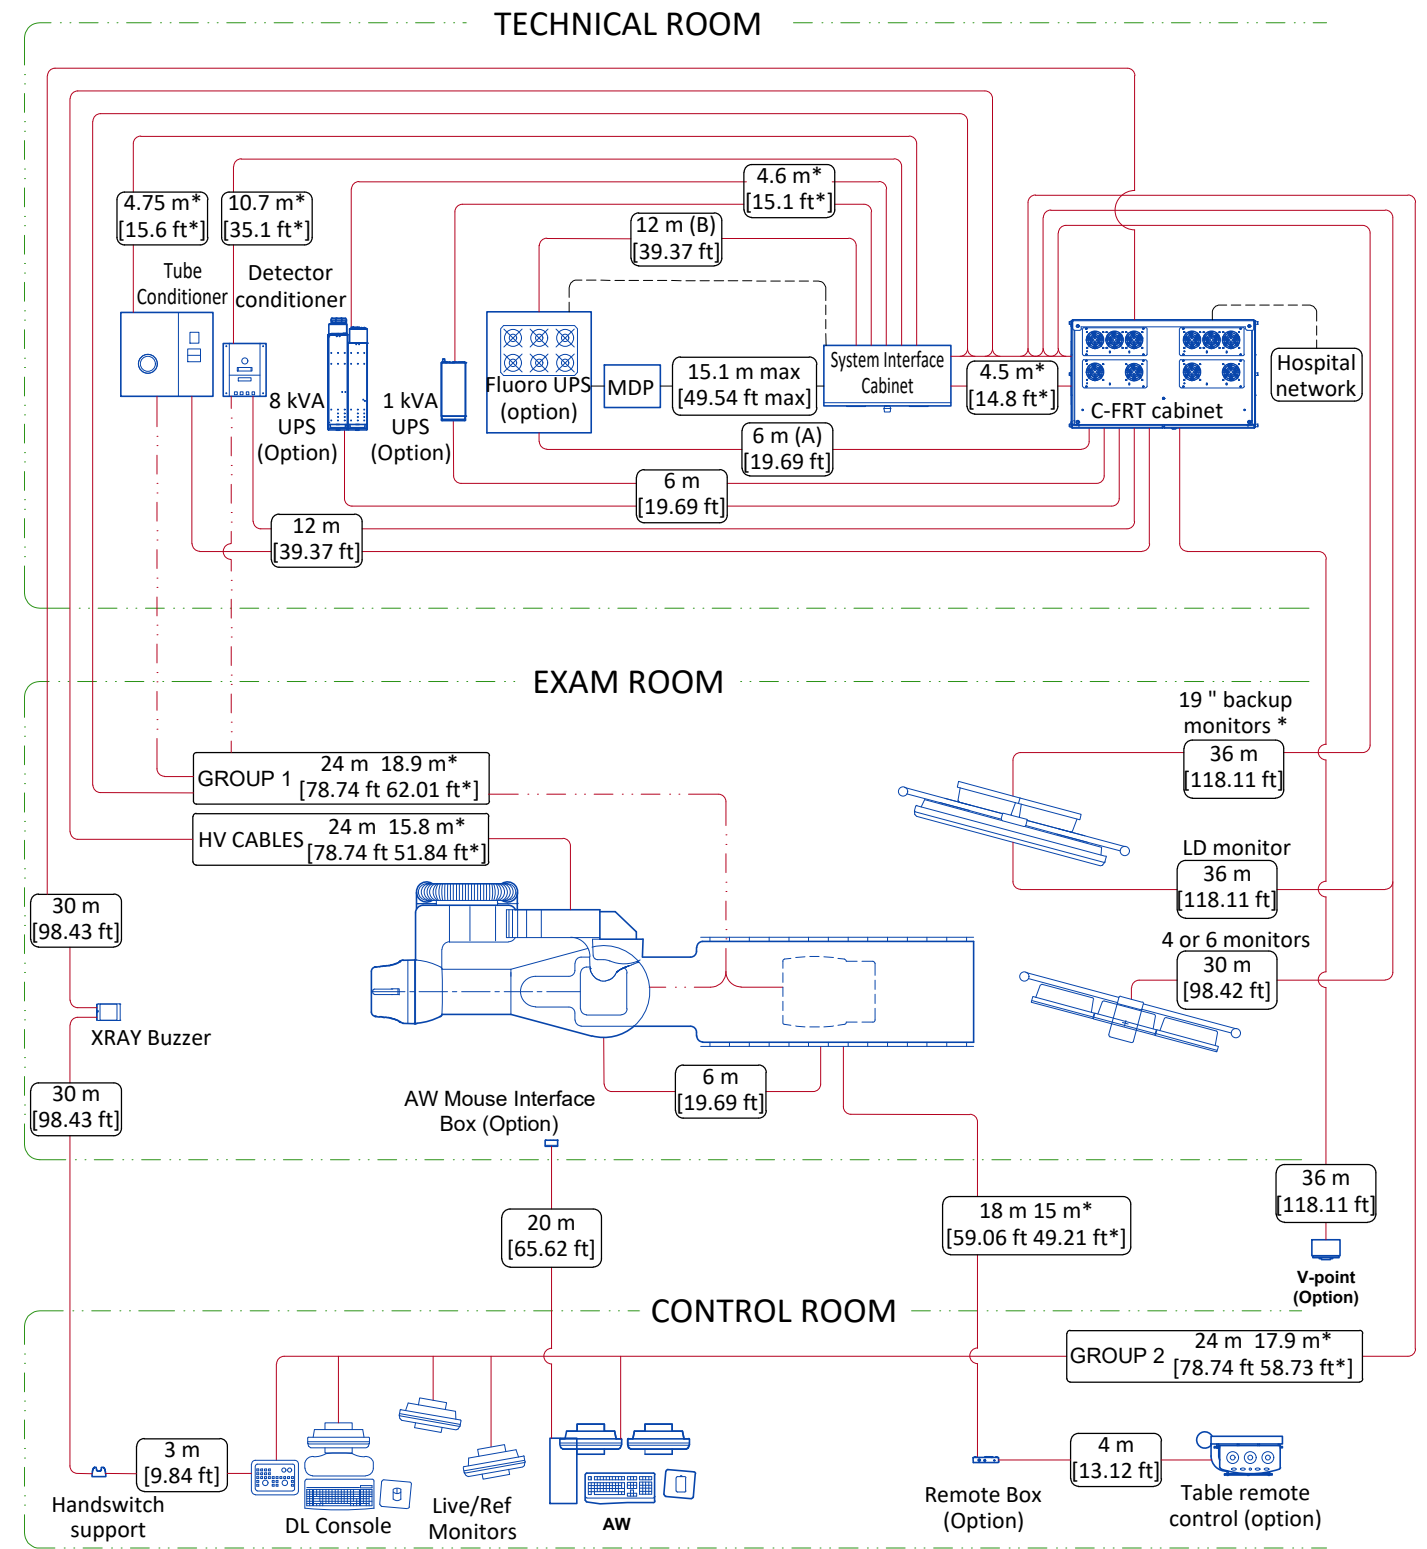 TECHNICAL ROOM
4.75 m*
[15.6 ft*]
10.7 m*
[35.1 ft*]
4.6 m*
[15.1 ft*]
12 m (B)
[39.37 ft]
Tube
Conditioner
Detector
conditioner
8 kVA
UPS
(Option)
1 kVA
UPS
(Option)
Fluoro UPS
(option)
MDP
15.1 m max
[49.54 ft max]
System Interface
Cabinet
4.5 m*
[14.8 ft*]
C-FRT cabinet
Hospital
network
6 m (A)
[19.69 ft]
6 m
[19.69 ft]
12 m
[39.37 ft]
EXAM ROOM
19 " backup
monitors *
36 m
[118.11 ft]
GROUP 1
24 m 18.9 m*
[78.74 ft 62.01 ft*]
HV CABLES
24 m 15.8 m*
[78.74 ft 51.84 ft*]
LD monitor
36 m
[118.11 ft]
30 m
[98.43 ft]
4 or 6 monitors
30 m
[98.42 ft]
XRAY Buzzer
30 m
[98.43 ft]
6 m
[19.69 ft]
AW Mouse Interface
Box (Option)
20 m
[65.62 ft]
18 m 15 m*
[59.06 ft 49.21 ft*]
36 m
[118.11 ft]
V-point
(Option)
CONTROL ROOM
GROUP 2
24 m 17.9 m*
[78.74 ft 58.73 ft*]
3 m
[9.84 ft]
4 m
[13.12 ft]
Handswitch
support
DL Console
Live/Ref
Monitors
AW
Remote Box
(Option)
Table remote
control (option)